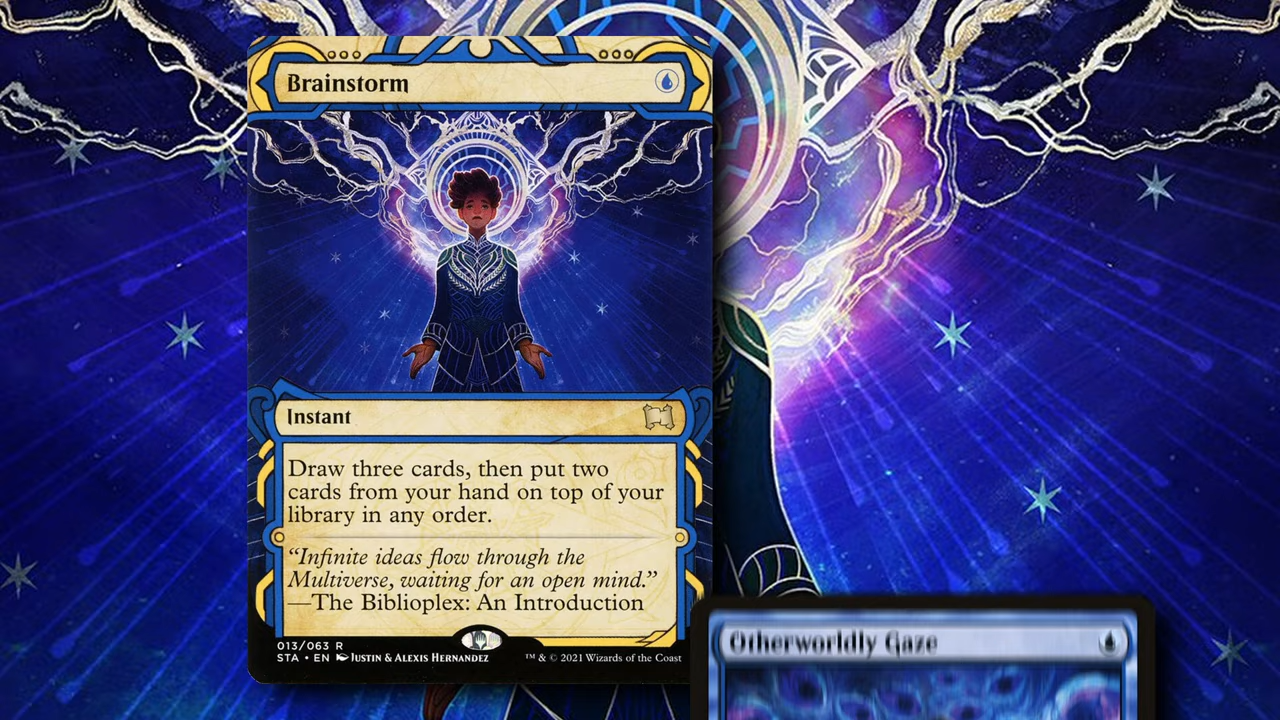 Brainstorm
Instant
Draw three cards, then put two
cards from your hand on top of your
library in any order.
“Infinite ideas flow through the
Multiverse, waiting for an open mind.”
—The Biblioplex: An Introduction
013/063 R
STA • EN Justin & Alexis Hernandez
™ & © 2021 Wizards of the Coast
Otherworldly Gaze